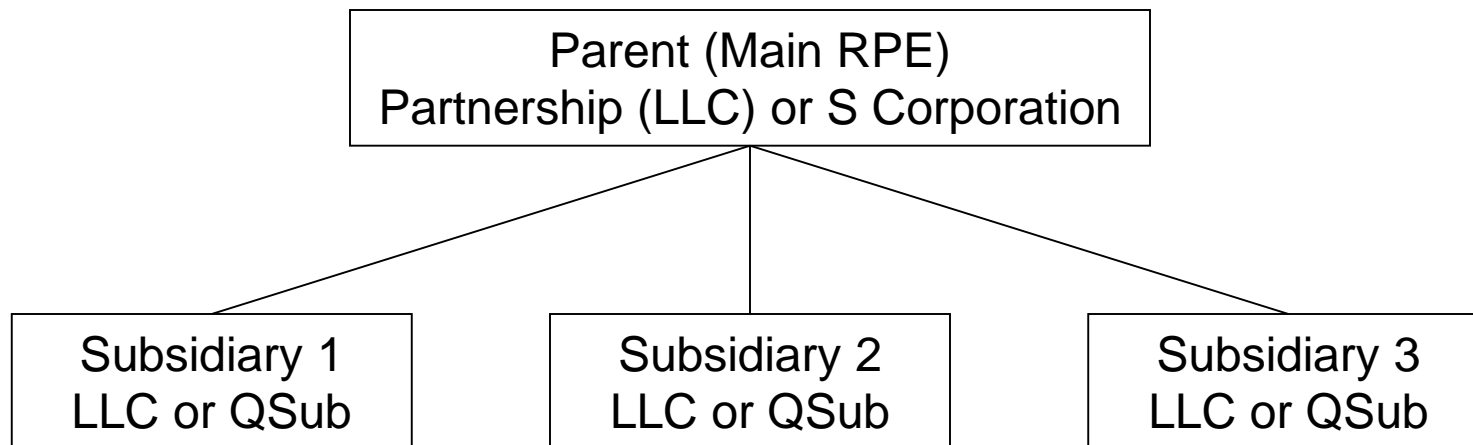 Parent (Main RPE)
Partnership (LLC) or S Corporation
Subsidiary 1
LLC or QSub
Subsidiary 2
LLC or QSub
Subsidiary 3
LLC or QSub